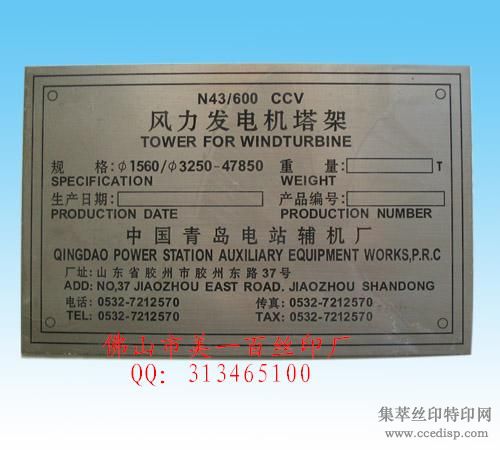 N43/600 CCV
风力发电机塔架
TOWER FOR WINDTURBINE
规 格:φ1560/φ3250-47850 重 量: T
SPECIFICATION WEIGHT
生产日期: 产品编号:
PRODUCTION DATE PRODUCTION NUMBER
中国青岛电站辅机厂
QINGDAO POWER STATION AUXILIARY EQUIPMENT WORKS,P.R.C
厂址:山东省胶州市胶州东路37号
ADD: NO,37 JIAOZHOU EAST ROAD. JIAOZHOU SHANDONG
电话: 0532-7212570 传真: 0532-7212570
TEL: 0532-7212570 TAX: 0532-7212570
佛山市美一百丝印厂
QQ: 313465100
集萃丝印特印网
www.ccedisp.com